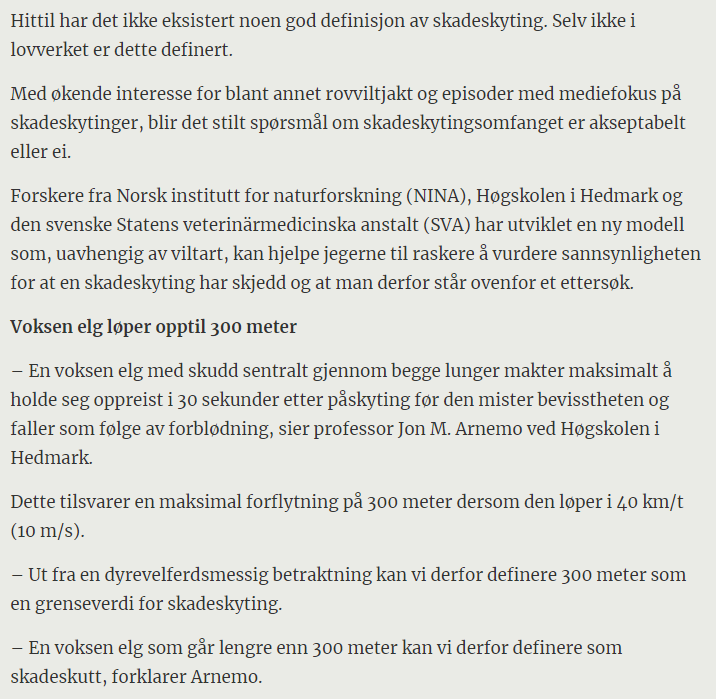 Hittil har det ikke eksistert noen god definisjon av skadeskyting. Selv ikke i
lovverket er dette definert.
Med økende interesse for blant annet rovviltjakt og episoder med mediefokus på
skadeskytinger, blir det stilt spørsmål om skadeskytingsomfanget er akseptabelt
eller ei.
Forskere fra Norsk institutt for naturforskning (NINA), Høgskolen i Hedmark og
den svenske Statens veterinärmedicinska anstalt (SVA) har utviklet en ny modell
som, uavhengig av viltart, kan hjelpe jegerne til raskere å vurdere sannsynligheten
for at en skadeskyting har skjedd og at man derfor står ovenfor et ettersøk.
Voksen elg løper opptil 300 meter
– En voksen elg med skudd sentralt gjennom begge lunger makter maksimalt å
holde seg oppreist i 30 sekunder etter påskyting før den mister bevisstheten og
faller som følge av forblødning, sier professor Jon M. Arnemo ved Høgskolen i
Hedmark.
Dette tilsvarer en maksimal forflytning på 300 meter dersom den løper i 40 km/t
(10 m/s).
– Ut fra en dyrevelferdsmessig betraktning kan vi derfor definere 300 meter som
en grenseverdi for skadeskyting.
– En voksen elg som går lengre enn 300 meter kan vi derfor definere som
skadeskutt, forklarer Arnemo.